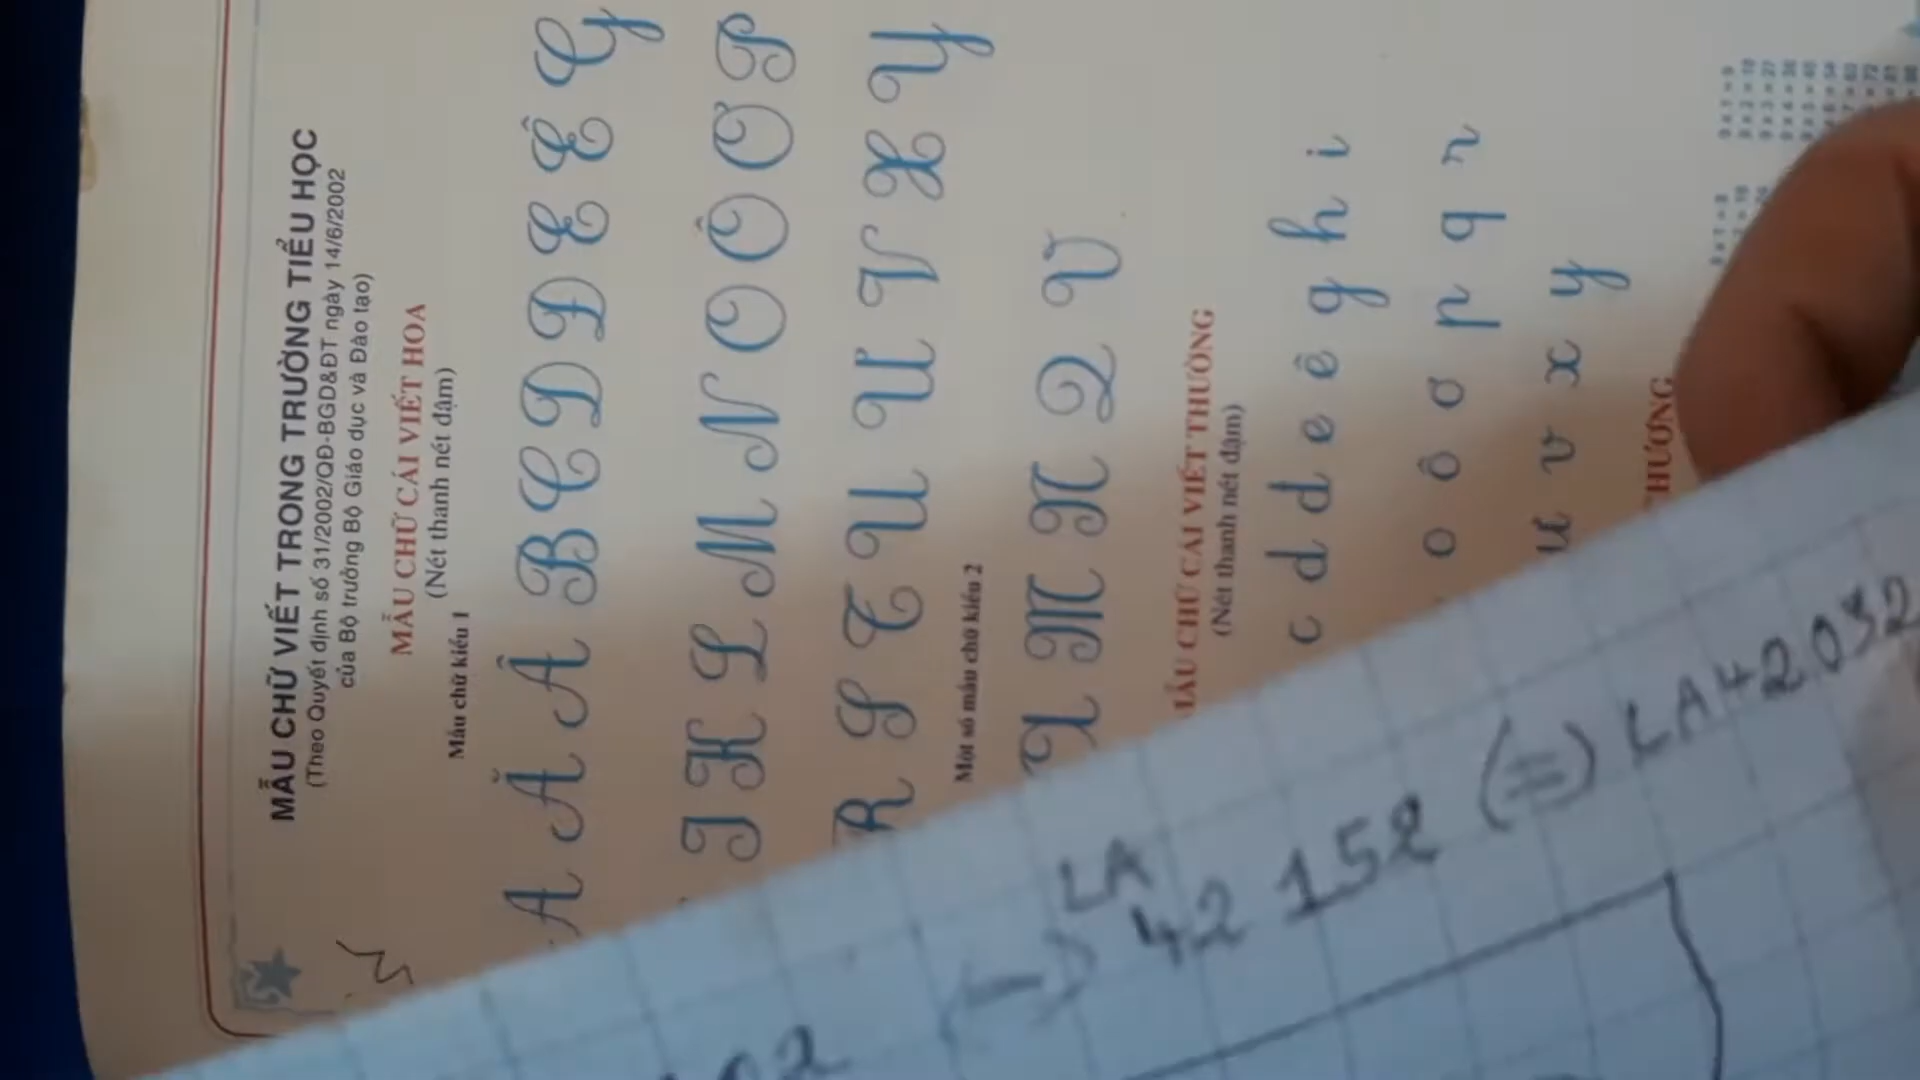 MẪU CHỮ VIẾT TRONG TRƯỜNG TIỂU HỌC
(Theo Quyết định số 31/2002/QĐ-BGD&ĐT ngày 14/6/2002
của Bộ trưởng Bộ Giáo dục và Đào tạo)
MẪU CHỮ CÁI VIẾT HOA
(Nét thanh nét đậm)
Mẫu chữ kiểu 1
A Ă Â B C D Đ E Ê G
I K L M N O Ô Ơ P
R S T U Ư V X Y
Một số mẫu chữ kiểu 2
A M N Q V
MẪU CHỮ CÁI VIẾT THƯỜNG
(Nét thanh nét đậm)
c d đ e ê g h i
o ô ơ p q r
u v x y
THƯỜNG
LA
(-) 42 152 (=) LA42.032